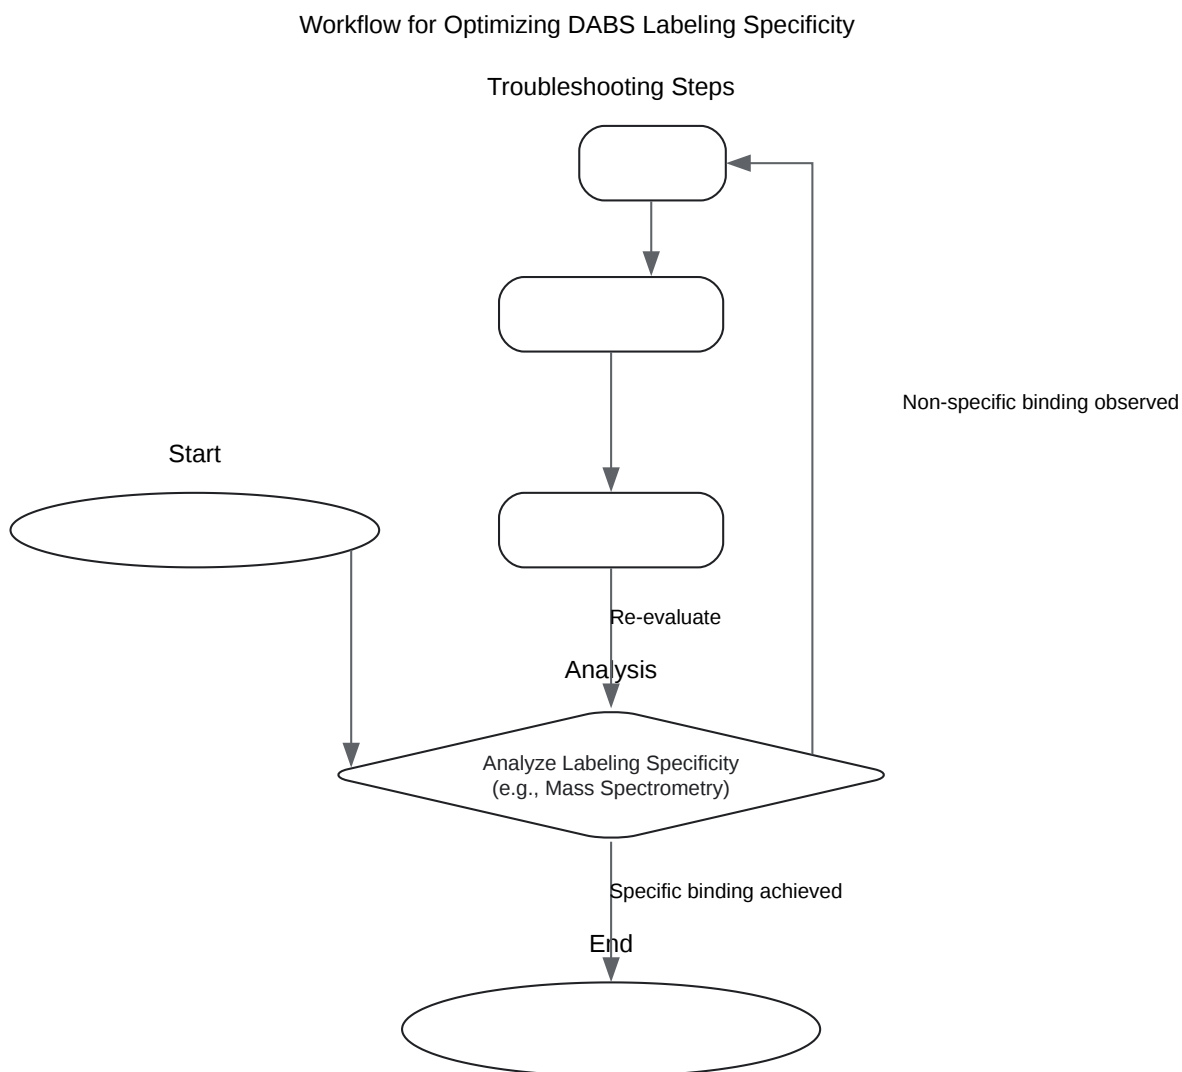 Workflow for Optimizing DABS Labeling Specificity
Troubleshooting Steps
Non-specific binding observed
Start
Re-evaluate
Analysis
Analyze Labeling Specificity
(e.g., Mass Spectrometry)
Specific binding achieved
End